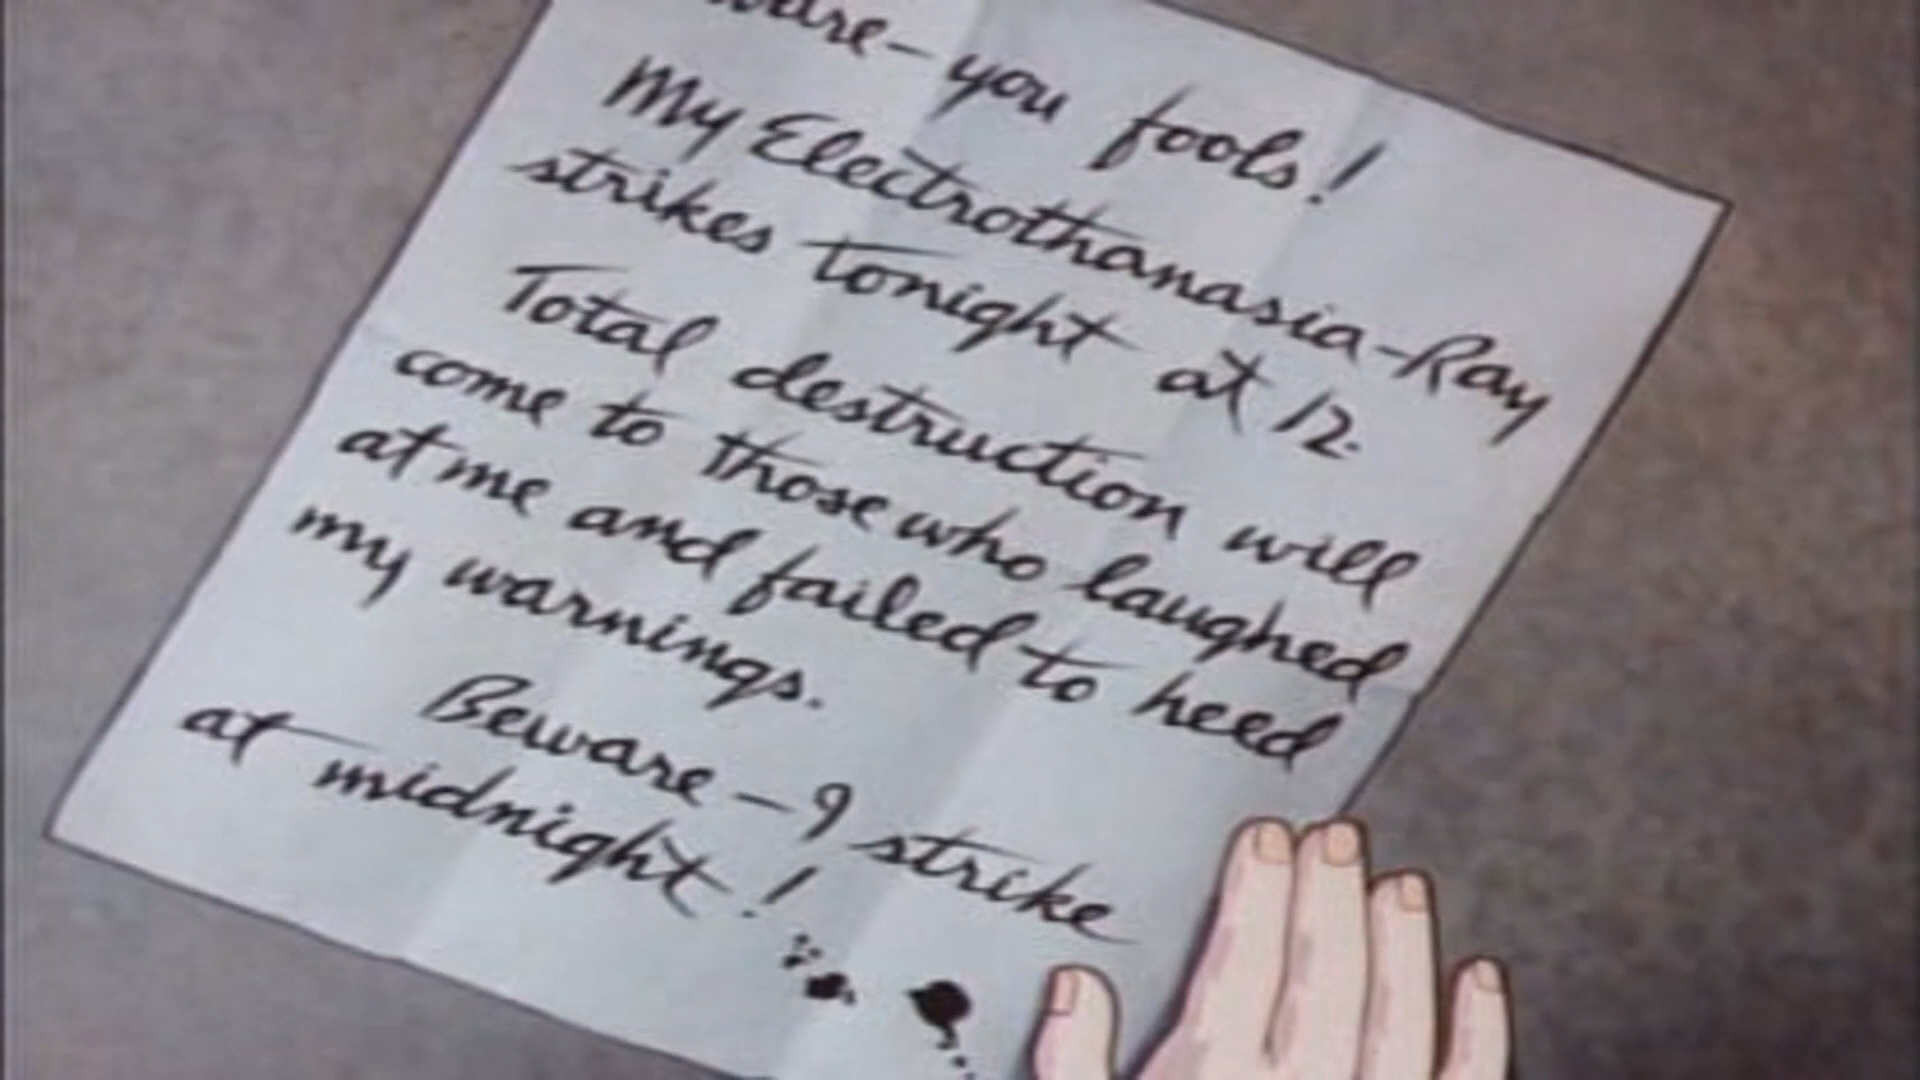 ware - you fools!
My Electrothanasia-Ray
strikes tonight at 12.
Total destruction will
come to those who laughed
at me and failed to heed
my warnings.
Beware - I strike
at midnight!